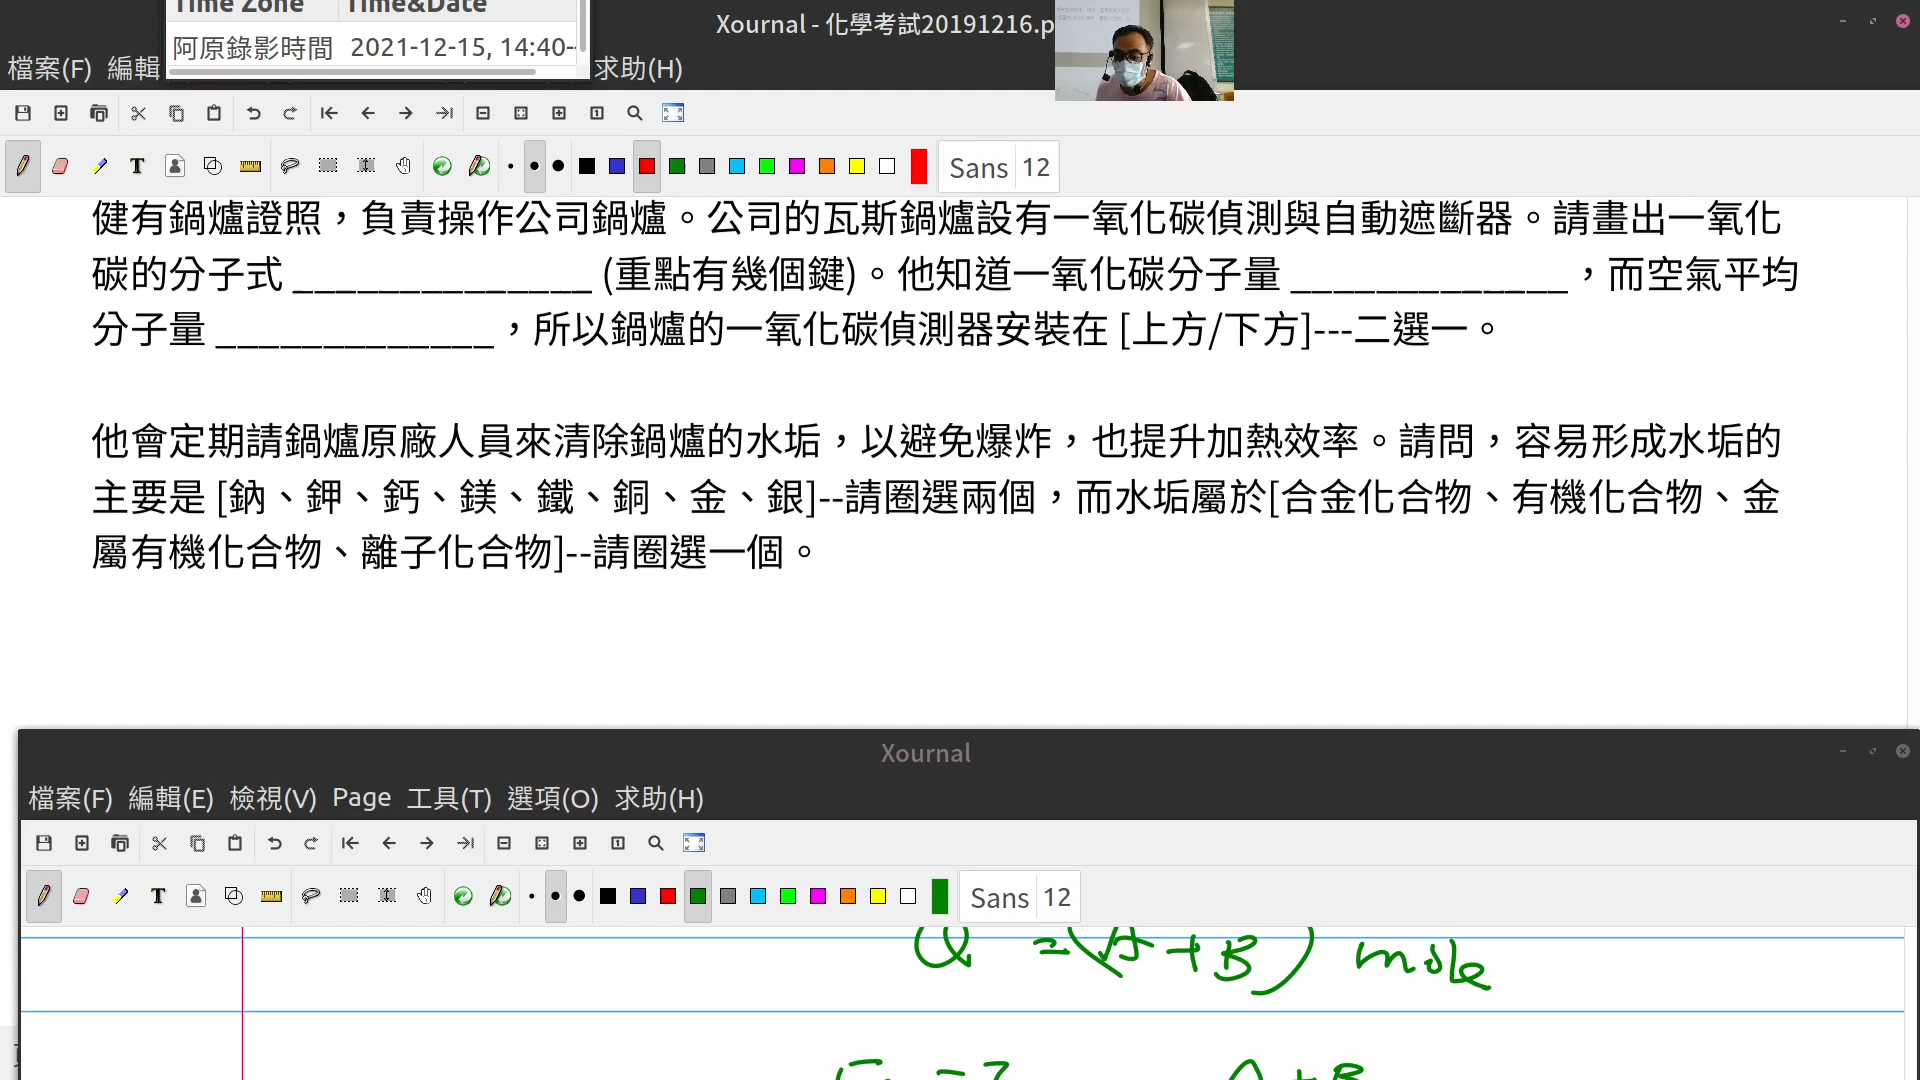 Time Zone Time&Date
阿原錄影時間 2021-12-15, 14:40-
Xournal - 化學考試20191216.p
檔案(F) 編輯 求助(H)
Sans 12
健有鍋爐證照，負責操作公司鍋爐。公司的瓦斯鍋爐設有一氧化碳偵測與自動遮斷器。請畫出一氧化
碳的分子式 ______________ (重點有幾個鍵)。他知道一氧化碳分子量 _____________，而空氣平均
分子量 _____________，所以鍋爐的一氧化碳偵測器安裝在 [上方/下方]---二選一。
他會定期請鍋爐原廠人員來清除鍋爐的水垢，以避免爆炸，也提升加熱效率。請問，容易形成水垢的
主要是 [鈉、鉀、鈣、鎂、鐵、銅、金、銀]--請圈選兩個，而水垢屬於[合金化合物、有機化合物、金
屬有機化合物、離子化合物]--請圈選一個。
Xournal
檔案(F) 編輯(E) 檢視(V) Page 工具(T) 選項(O) 求助(H)
Sans 12
Q =(A+B) mole
A+B